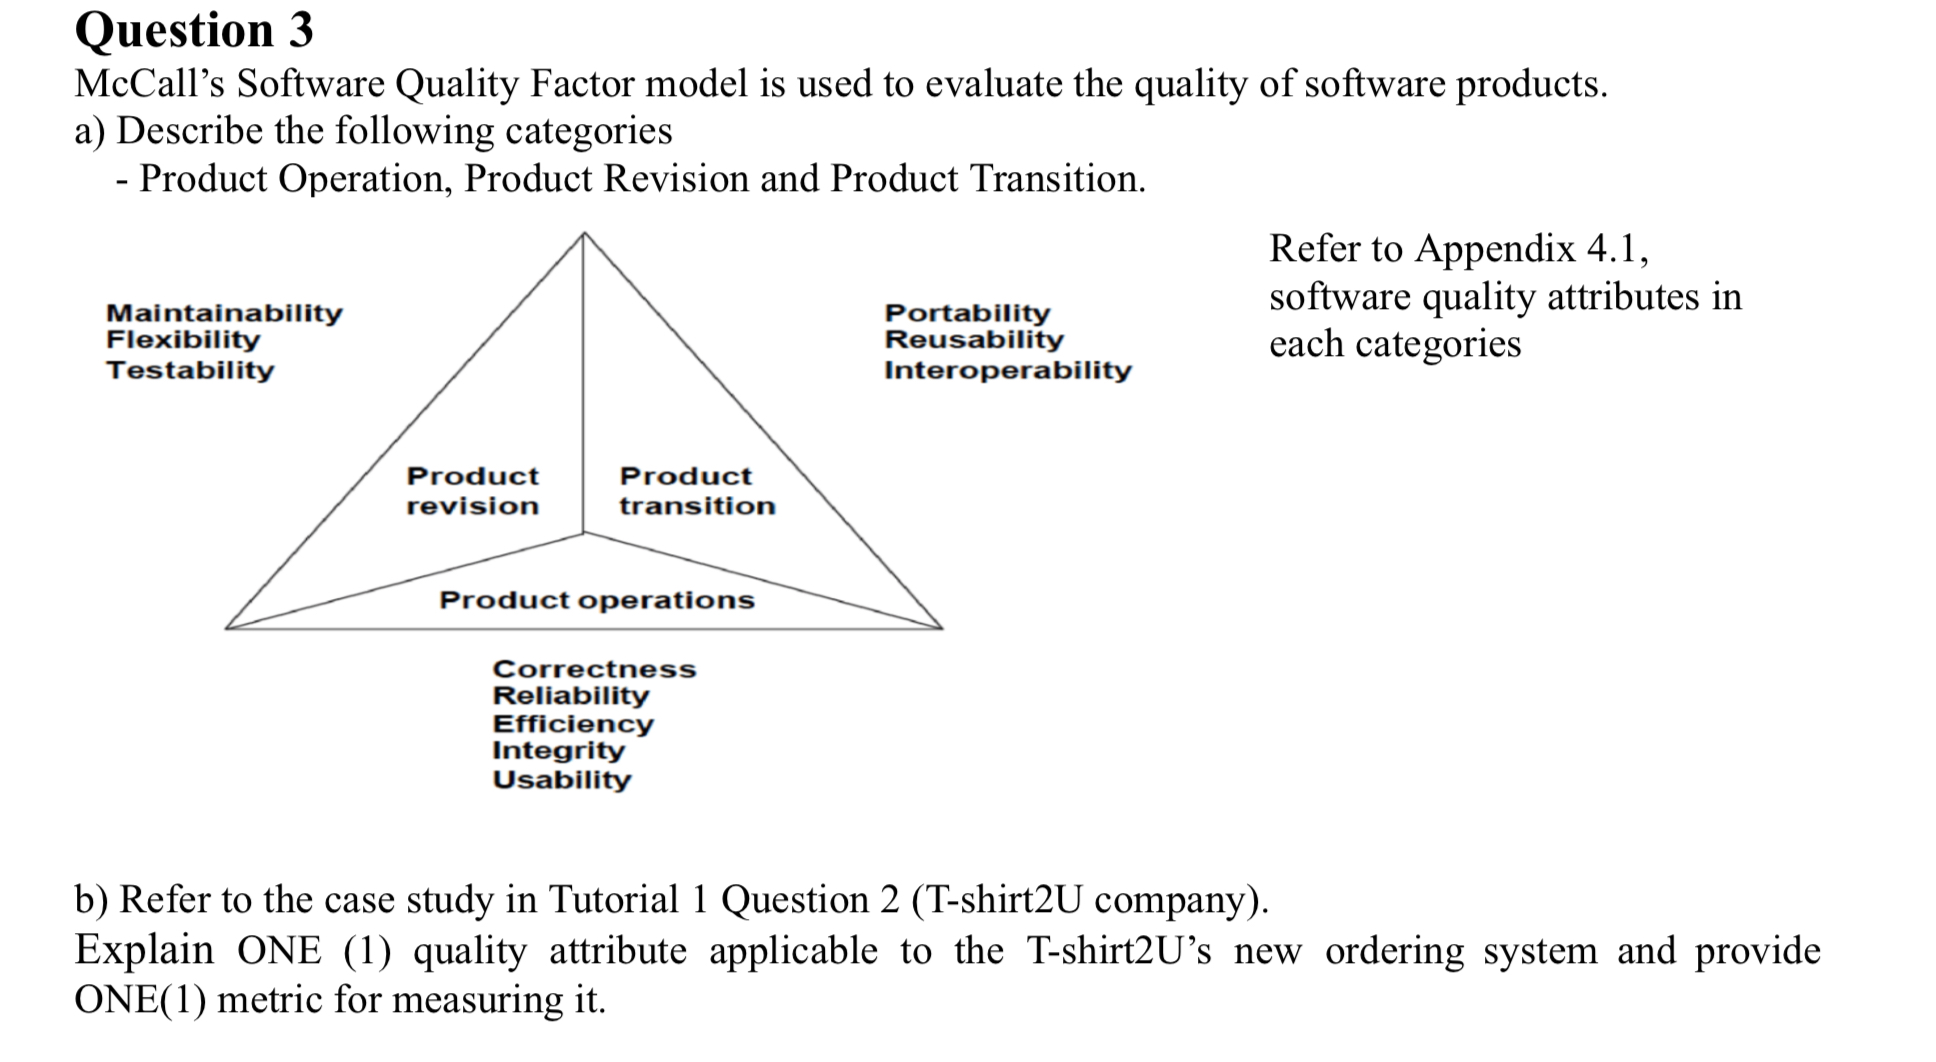 Question 3
McCall’s Software Quality Factor model is used to evaluate the quality of software products.
a) Describe the following categories
- Product Operation, Product Revision and Product Transition.
Refer to Appendix 4.1,
software quality attributes in
each categories
Maintainability
Flexibility
Testability
Portability
Reusability
Interoperability
Product
revision
Product
transition
Product operations
Correctness
Reliability
Efficiency
Integrity
Usability
b) Refer to the case study in Tutorial 1 Question 2 (T-shirt2U company).
Explain ONE (1) quality attribute applicable to the T-shirt2U’s new ordering system and provide
ONE(1) metric for measuring it.